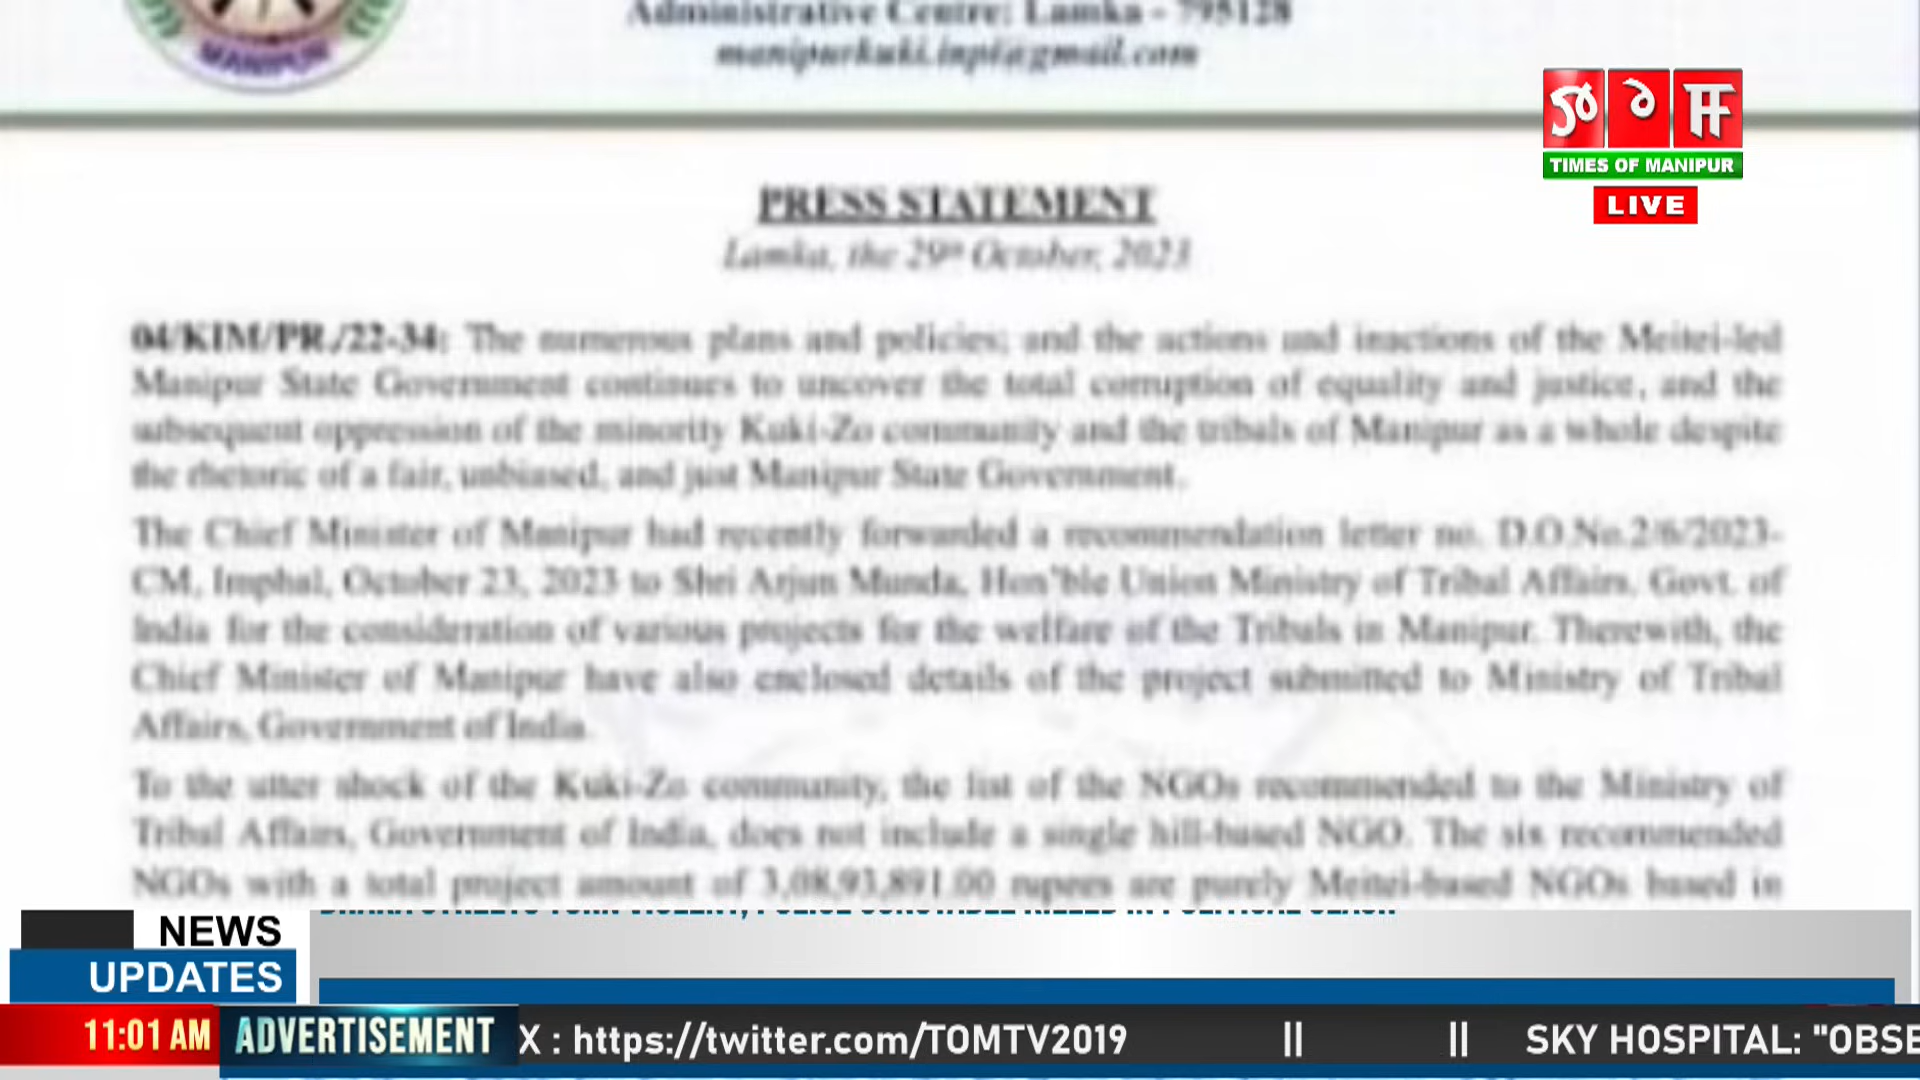 MANIPUR
Administrative Centre: Lamka - 795128
manipurkuki.inpi@gmail.com
TIMES OF MANIPUR
LIVE
PRESS STATEMENT
Lamka, the 29th October, 2023
04/KIM/PR./22-34: The numerous plans and policies; and the actions and inactions of the Meitei-led
Manipur State Government continues to uncover the total corruption of equality and justice, and the
subsequent oppression of the minority Kuki-Zo community and the tribals of Manipur as a whole despite
the rhetoric of a fair, unbiased, and just Manipur State Government.
The Chief Minister of Manipur had recently forwarded a recommendation letter no. D.O.No.2/6/2023-
CM, Imphal, October 23, 2023 to Shri Arjun Munda, Hon'ble Union Ministry of Tribal Affairs, Govt. of
India for the consideration of various projects for the welfare of the Tribals in Manipur. Therewith, the
Chief Minister of Manipur have also enclosed details of the project submitted to Ministry of Tribal
Affairs, Government of India.
To the utter shock of the Kuki-Zo community, the list of the NGOs recommended to the Ministry of
Tribal Affairs, Government of India, does not include a single hill-based NGO. The six recommended
NGOs with a total project amount of 3,08,93,891.00 rupees are purely Meitei-based NGOs based in
NEWS
UPDATES
11:01 AM ADVERTISEMENT X : https://twitter.com/TOMTV2019 || || SKY HOSPITAL: "OBSE